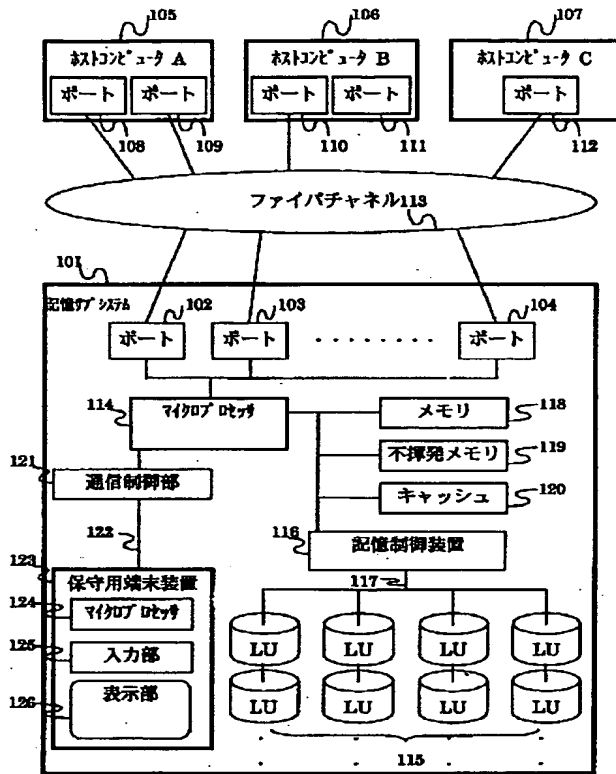 105
106
107
ホストコンピュータ A
ホストコンピュータ B
ホストコンピュータ C
ポート
ポート
ポート
ポート
ポート
108
109
110
111
112
ファイバチャネル113
101
記憶サブシステム
102
103
104
ポート
ポート
ポート
114
マイクロプロセッサ
メモリ
118
不揮発メモリ
119
121
通信制御部
キャッシュ
120
122
116
記憶制御装置
117
123
保守用端末装置
124
マイクロプロセッサ
125
入力部
126
表示部
LU
LU
LU
LU
LU
LU
LU
LU
115